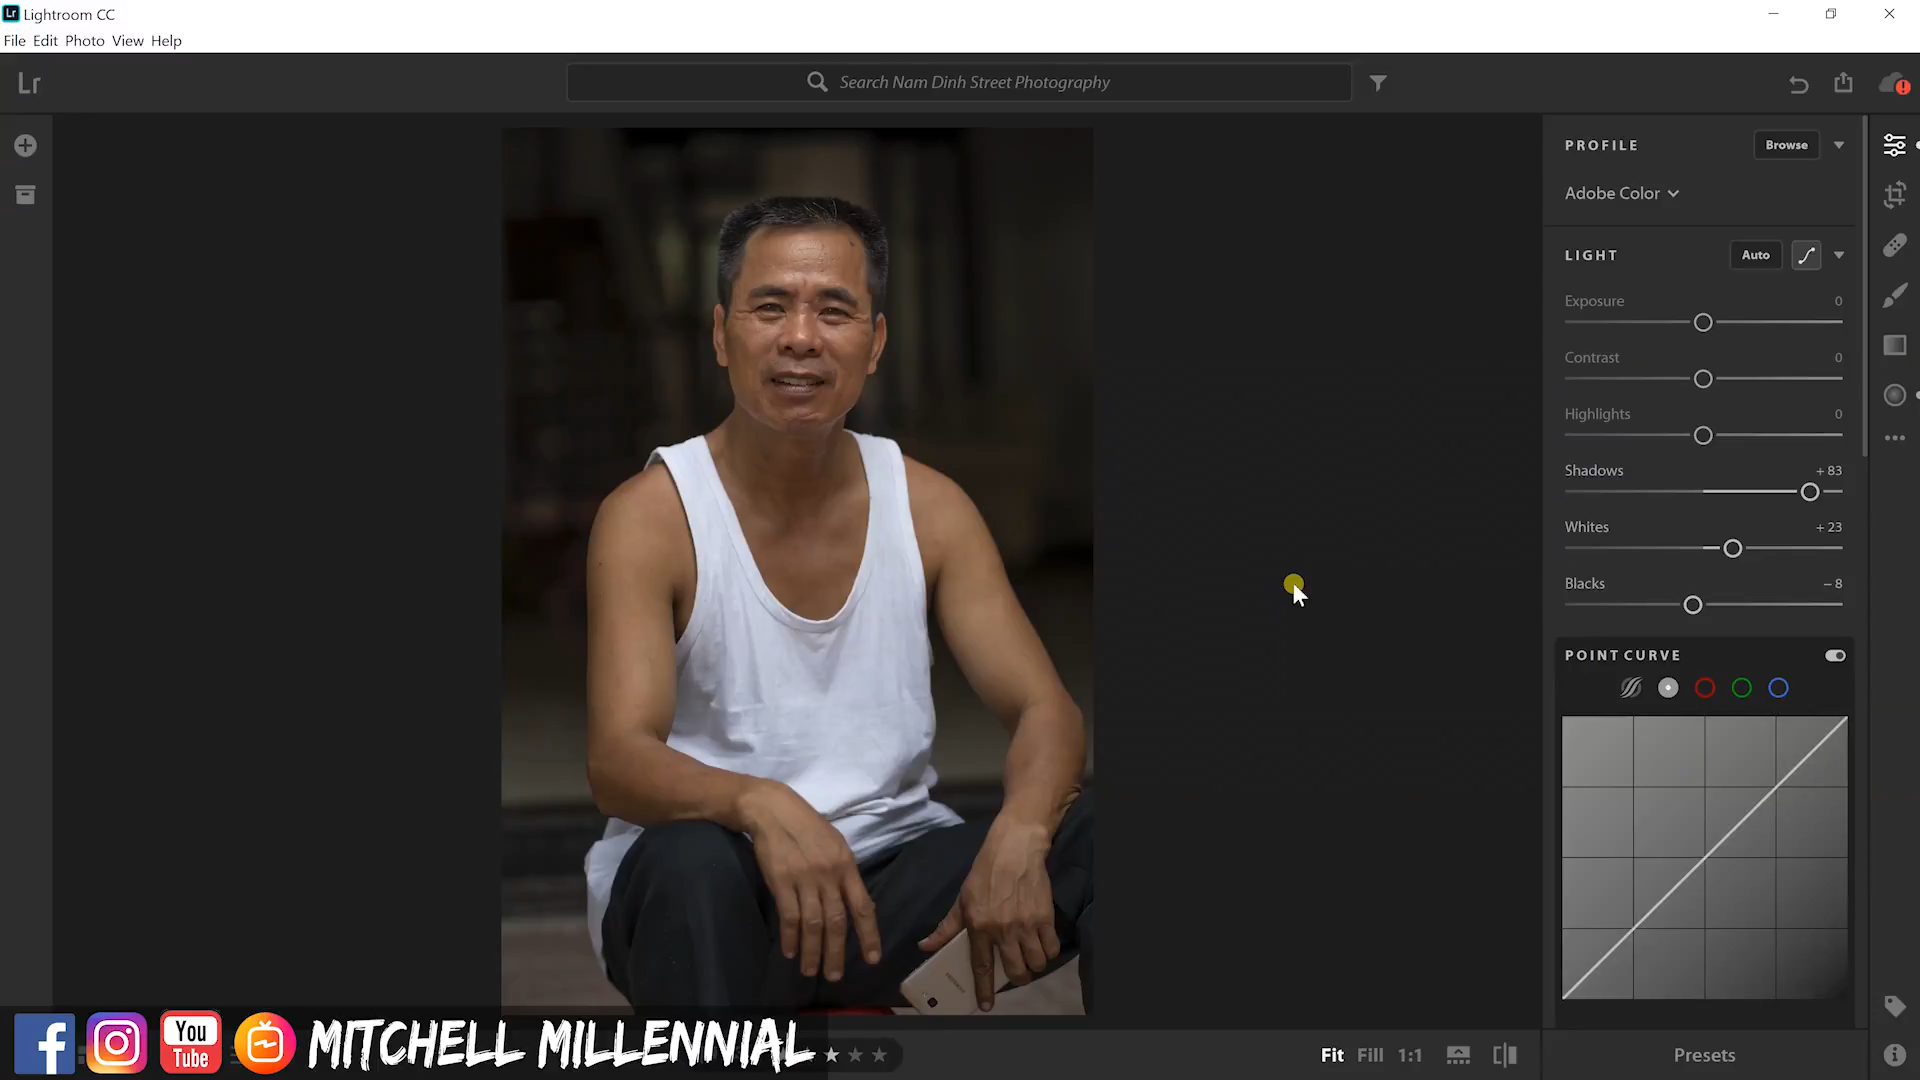 Lr Lightroom CC
File Edit Photo View Help
Lr
Search Nam Dinh Street Photography
PROFILE
Browse
Adobe Color
LIGHT
Auto
Exposure 0
Contrast 0
Highlights 0
Shadows + 83
Whites + 23
Blacks – 8
POINT CURVE
SAMSUNG
f
You
Tube
MITCHELL MILLENNIAL
Fit Fill 1:1
Presets